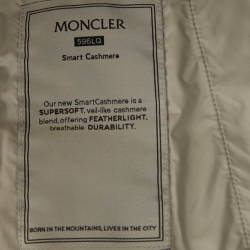 MONCLER
596LQ
Smart Cashmere
Our new SmartCashmere is a
SUPERSOFT, veil-like cashmere
blend, offering FEATHERLIGHT,
breathable DURABILITY.
BORN IN THE MOUNTAINS, LIVES IN THE CITY